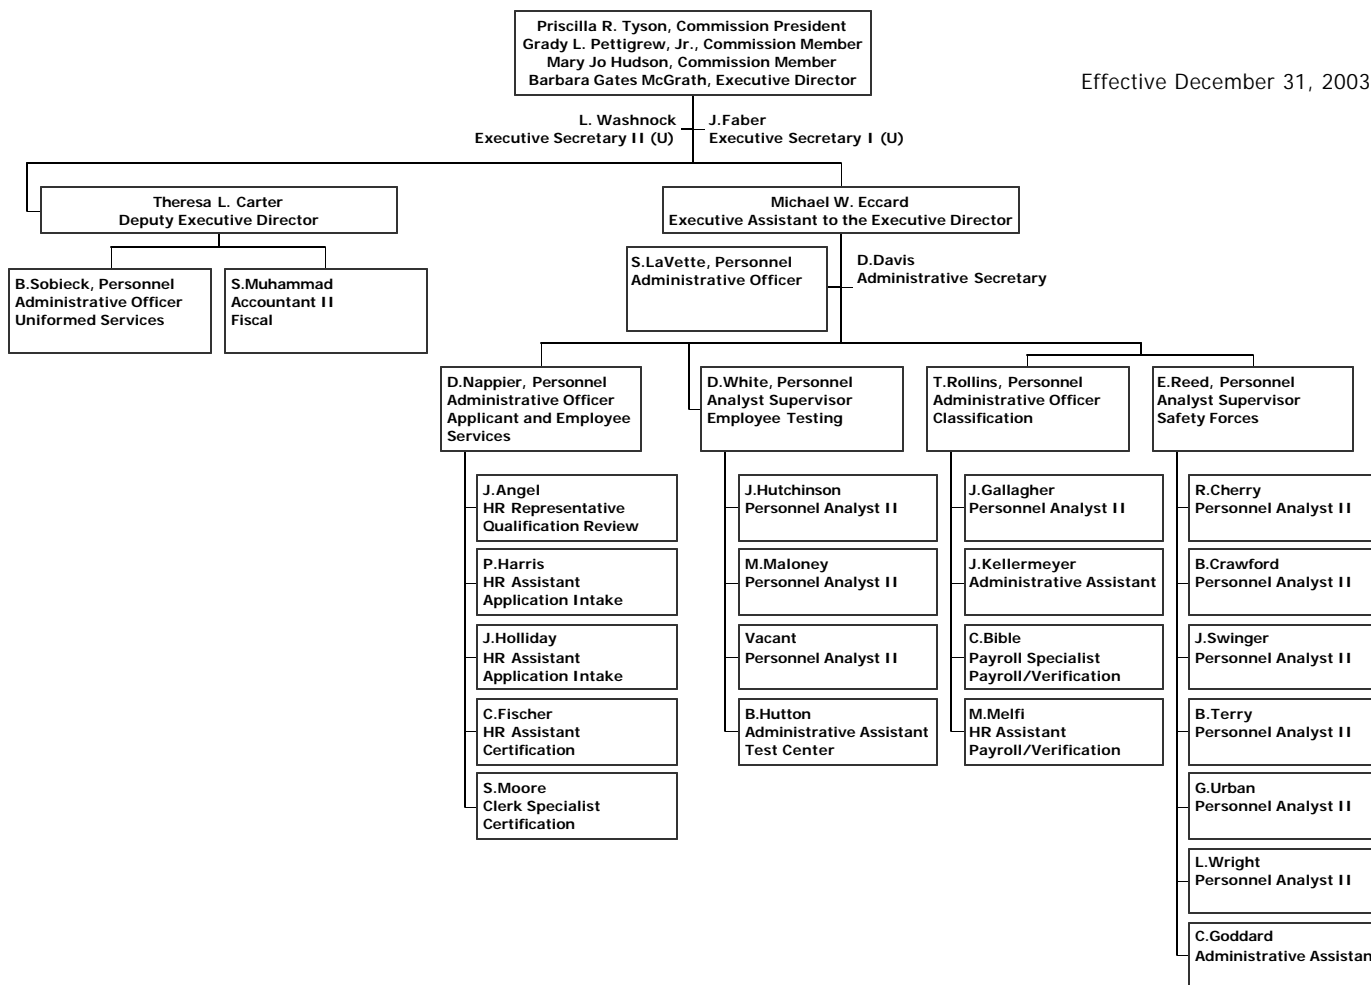 Priscilla R. Tyson, Commission President
Grady L. Pettigrew, Jr., Commission Member
Mary Jo Hudson, Commission Member
Barbara Gates McGrath, Executive Director
Effective December 31, 2003
L. Washnock
Executive Secretary II (U)
J.Faber
Executive Secretary I (U)
Theresa L. Carter
Deputy Executive Director
Michael W. Eccard
Executive Assistant to the Executive Director
B.Sobieck, Personnel
Administrative Officer
Uniformed Services
S.Muhammad
Accountant II
Fiscal
S.LaVette, Personnel
Administrative Officer
D.Davis
Administrative Secretary
D.Nappier, Personnel
Administrative Officer
Applicant and Employee
Services
D.White, Personnel
Analyst Supervisor
Employee Testing
T.Rollins, Personnel
Administrative Officer
Classification
E.Reed, Personnel
Analyst Supervisor
Safety Forces
J.Angel
HR Representative
Qualification Review
P.Harris
HR Assistant
Application Intake
J.Holliday
HR Assistant
Application Intake
C.Fischer
HR Assistant
Certification
S.Moore
Clerk Specialist
Certification
J.Hutchinson
Personnel Analyst II
M.Maloney
Personnel Analyst II
Vacant
Personnel Analyst II
B.Hutton
Administrative Assistant
Test Center
J.Gallagher
Personnel Analyst II
J.Kellermeyer
Administrative Assistant
C.Bible
Payroll Specialist
Payroll/Verification
M.Melfi
HR Assistant
Payroll/Verification
R.Cherry
Personnel Analyst II
B.Crawford
Personnel Analyst II
J.Swinger
Personnel Analyst II
B.Terry
Personnel Analyst II
G.Urban
Personnel Analyst II
L.Wright
Personnel Analyst II
C.Goddard
Administrative Assistan